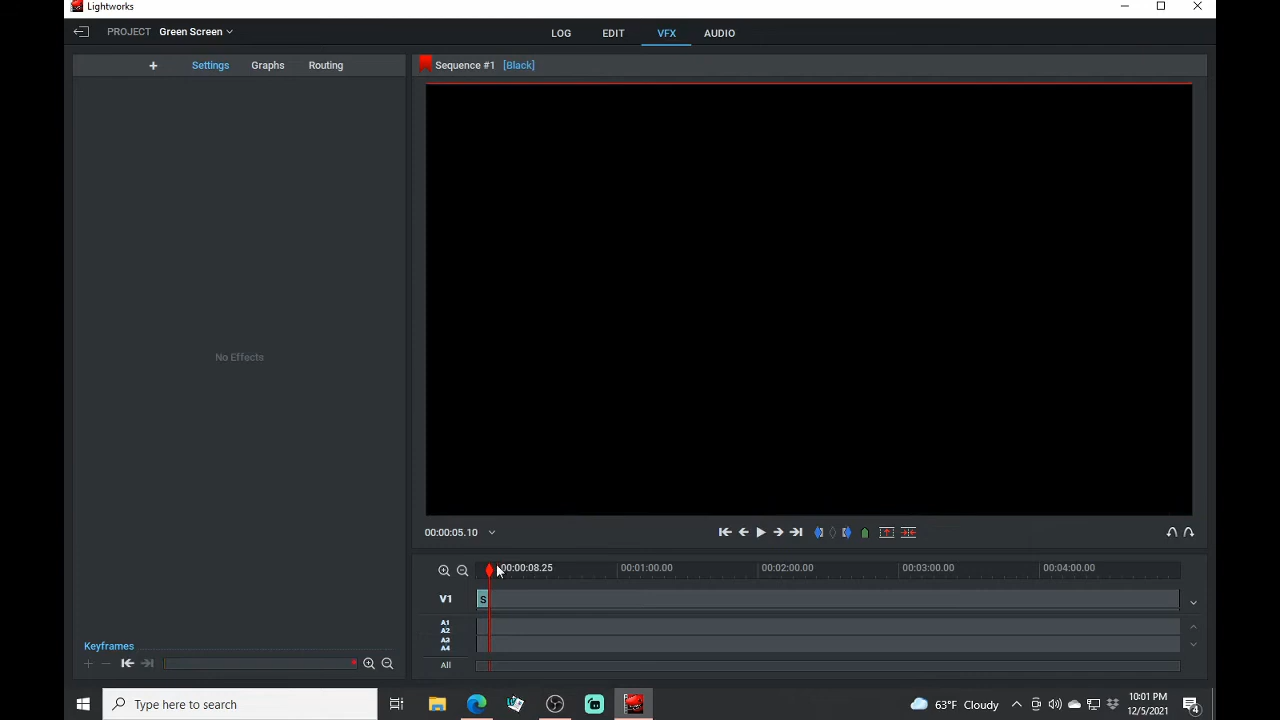 Lightworks
PROJECT Green Screen
LOG EDIT VFX AUDIO
+ Settings Graphs Routing
Sequence #1 [Black]
No Effects
00:00:05.10
00:00:08.25 00:01:00.00 00:02:00.00 00:03:00.00 00:04:00.00
V1 S
A1
A2
A3
A4
All
Keyframes
Type here to search
63°F Cloudy
10:01 PM
12/5/2021
4